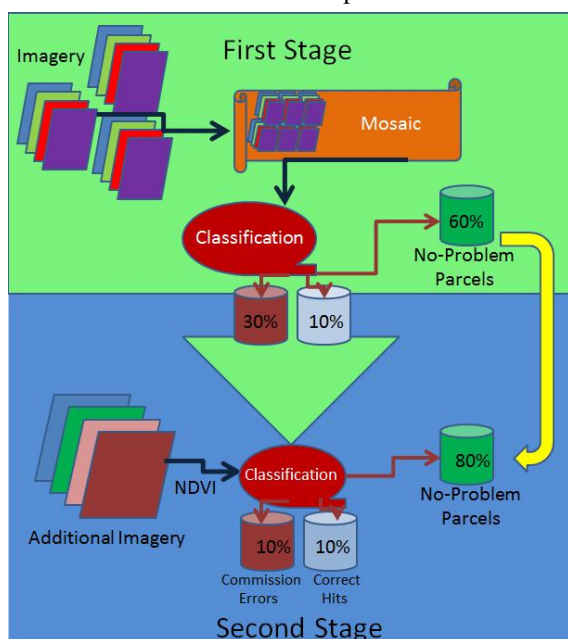 First Stage
Imagery
Mosaic
Classification
60%
No-Problem
Parcels
30%
10%
Classification
80%
NDVI
No-Problem
Parcels
Additional Imagery
10%
10%
Commission
Errors
Correct
Hits
Second Stage